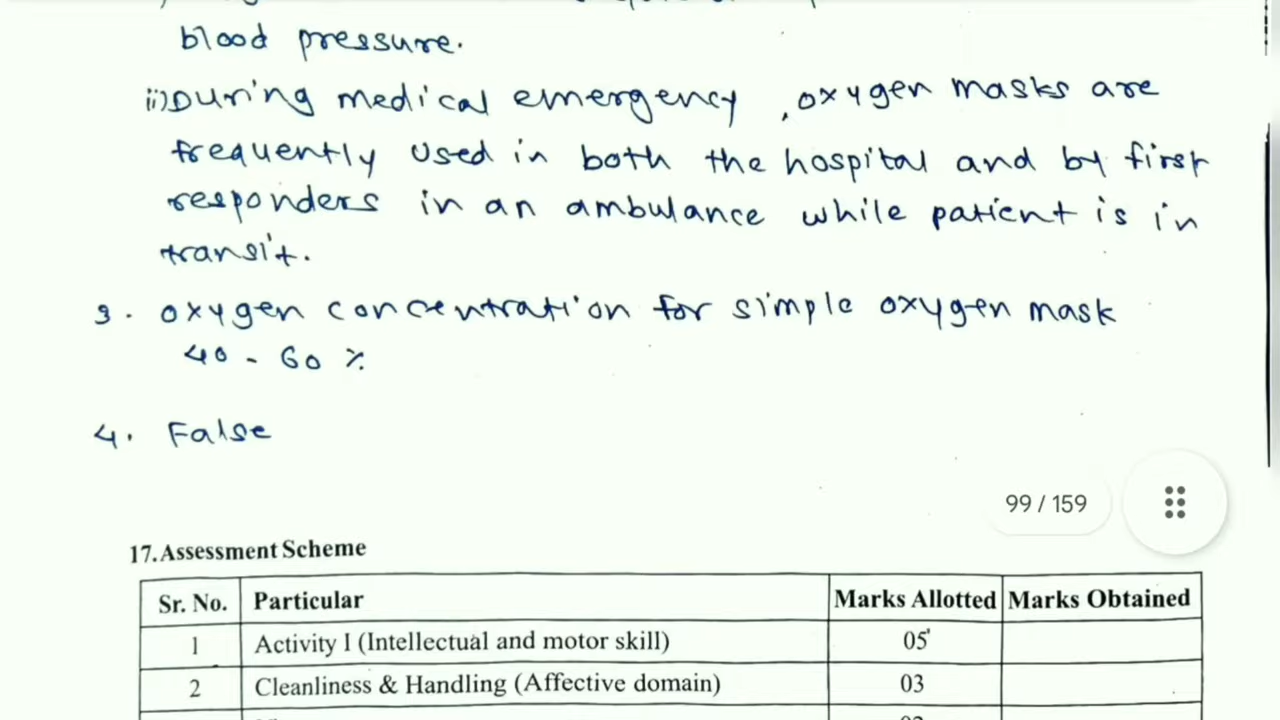 blood pressure.
ii) During medical emergency, oxygen masks are
frequently used in both the hospital and by first
responders in an ambulance while patient is in
transit.
3. oxygen concentration for simple oxygen mask
40 - 60 %
4. False
99 / 159
17. Assessment Scheme
Sr. No. Particular Marks Allotted Marks Obtained
1 Activity I (Intellectual and motor skill) 05
2 Cleanliness & Handling (Affective domain) 03